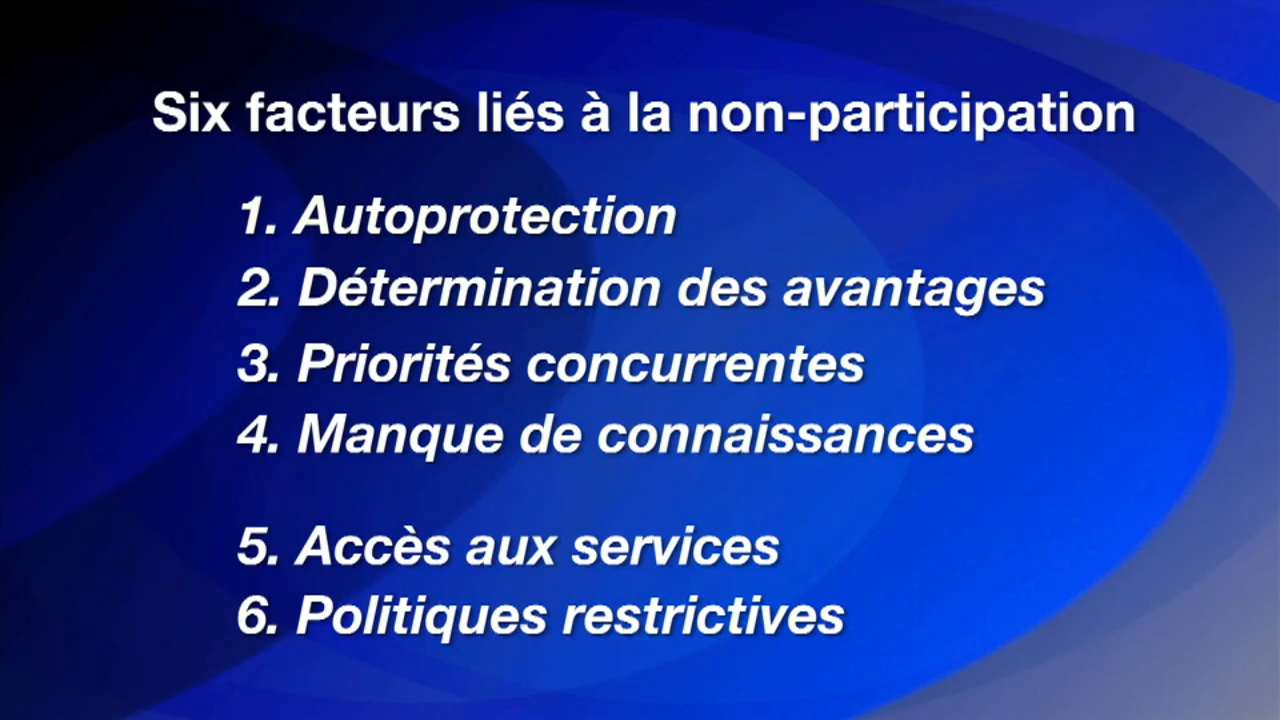 Six facteurs liés à la non-participation
1. Autoprotection
2. Détermination des avantages
3. Priorités concurrentes
4. Manque de connaissances
5. Accès aux services
6. Politiques restrictives